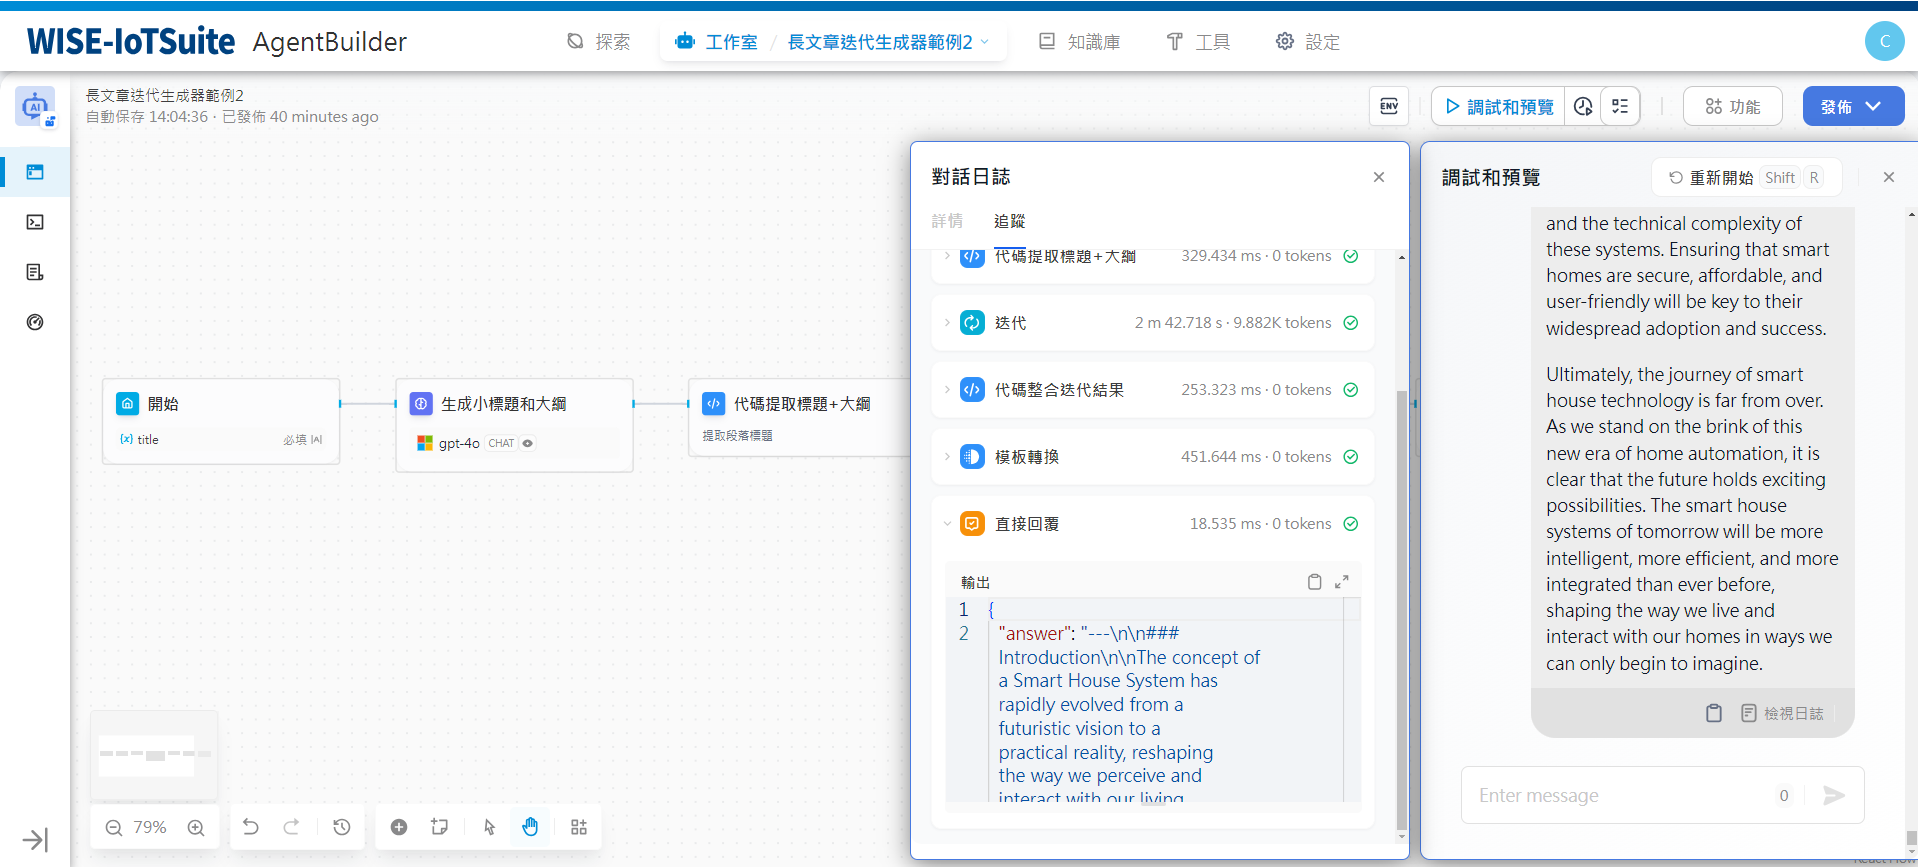 WISE-IoTSuite AgentBuilder
探索
工作室 / 長文章迭代生成器範例2
知識庫
工具
設定
C
長文章迭代生成器範例2
自動保存 14:04:36 · 已發佈 40 minutes ago
ENV
調試和預覽
功能
發佈
開始
title
必填
生成小標題和大綱
gpt-4o CHAT
代碼提取標題+大綱
提取段落標題
79%
對話日誌
詳情 追蹤
代碼提取標題+大綱 329.434 ms · 0 tokens
迭代 2 m 42.718 s · 9.882K tokens
代碼整合迭代結果 253.323 ms · 0 tokens
模板轉換 451.644 ms · 0 tokens
直接回覆 18.535 ms · 0 tokens
輸出
1 {
2 "answer": "---\n\n###
Introduction\n\nThe concept of
a Smart House System has
rapidly evolved from a
futuristic vision to a
practical reality, reshaping
the way we perceive and
interact with our living
調試和預覽
重新開始 Shift R
and the technical complexity of
these systems. Ensuring that smart
homes are secure, affordable, and
user-friendly will be key to their
widespread adoption and success.
Ultimately, the journey of smart
house technology is far from over.
As we stand on the brink of this
new era of home automation, it is
clear that the future holds exciting
possibilities. The smart house
systems of tomorrow will be more
intelligent, more efficient, and more
integrated than ever before,
shaping the way we live and
interact with our homes in ways we
can only begin to imagine.
檢視日誌
Enter message 0
React Flow